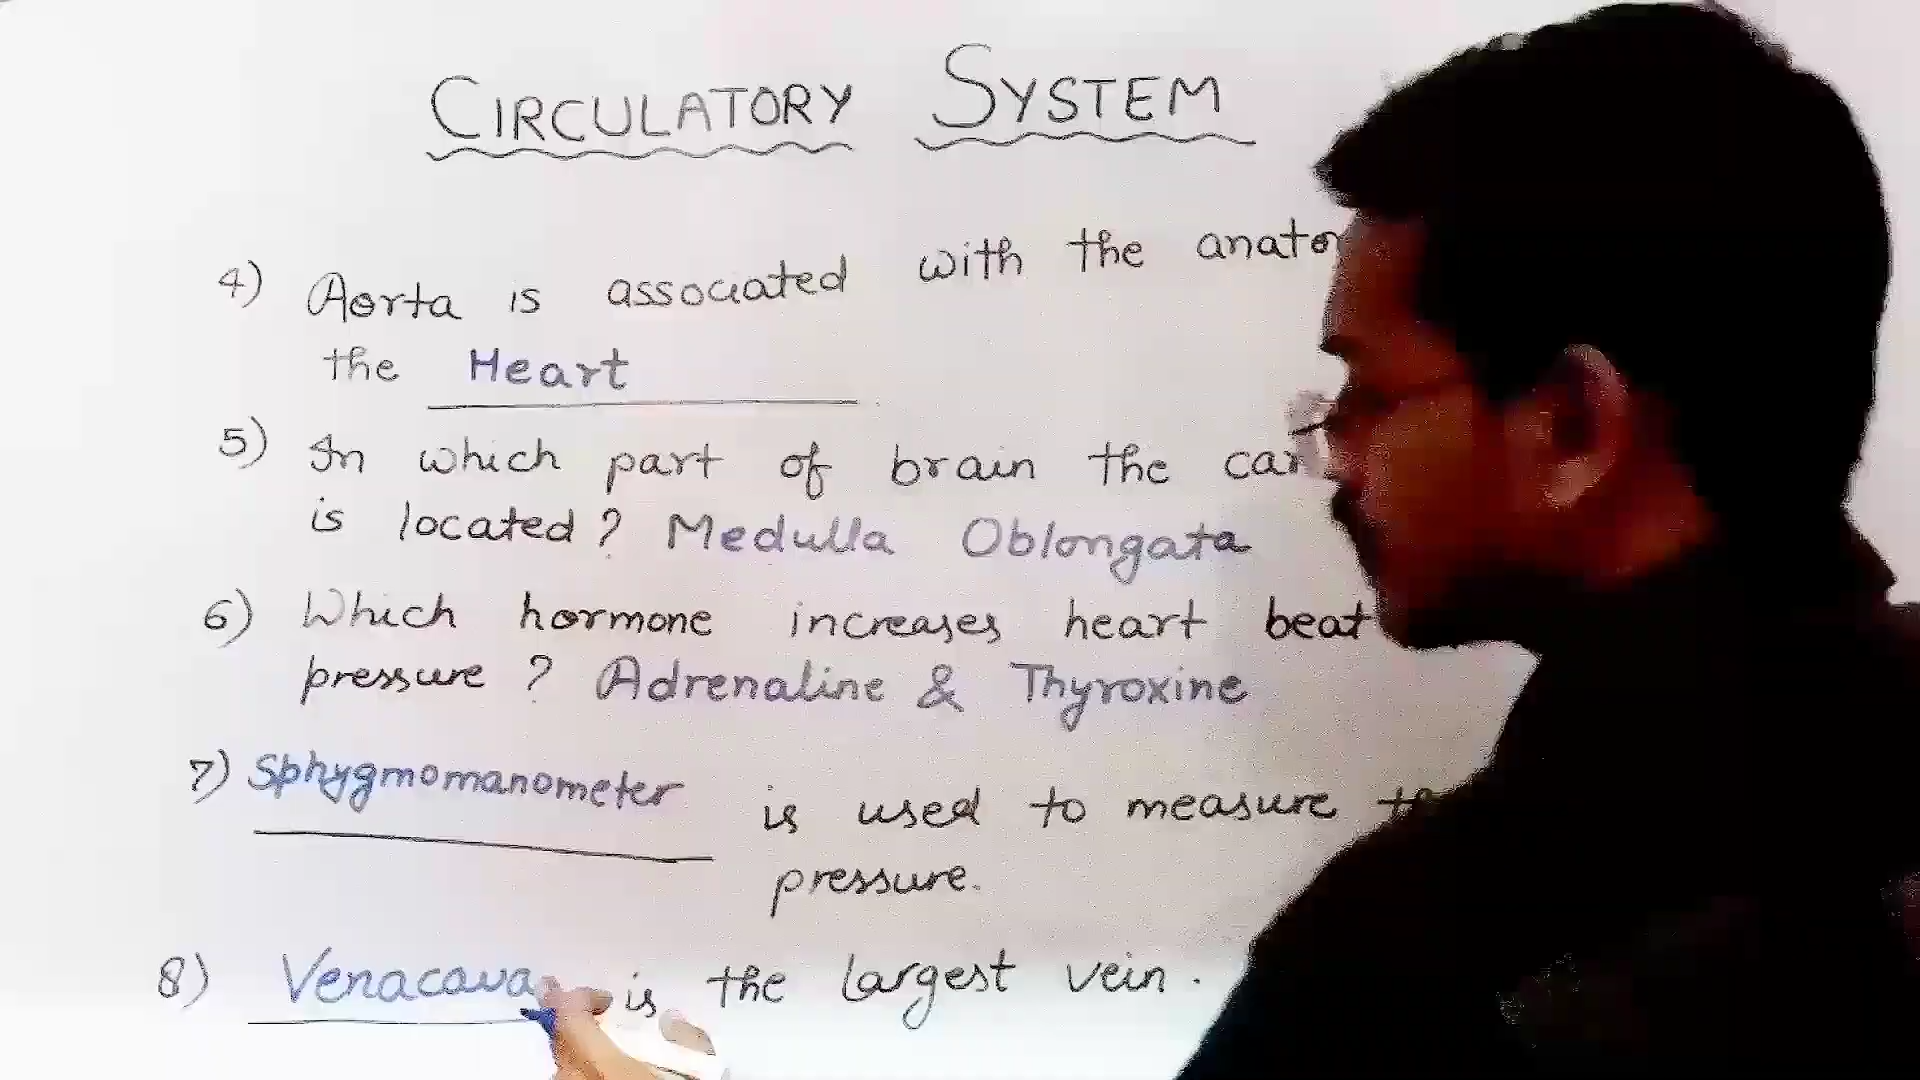 CIRCULATORY SYSTEM
4) Aorta is associated with the
the Heart
5) In which part of brain the
is located? Medulla Oblongata
6) Which hormone increases heart beat
pressure? Adrenaline & Thyroxine
7) Sphygmomanometer is used to measure
pressure.
8) Venacava is the largest vein.